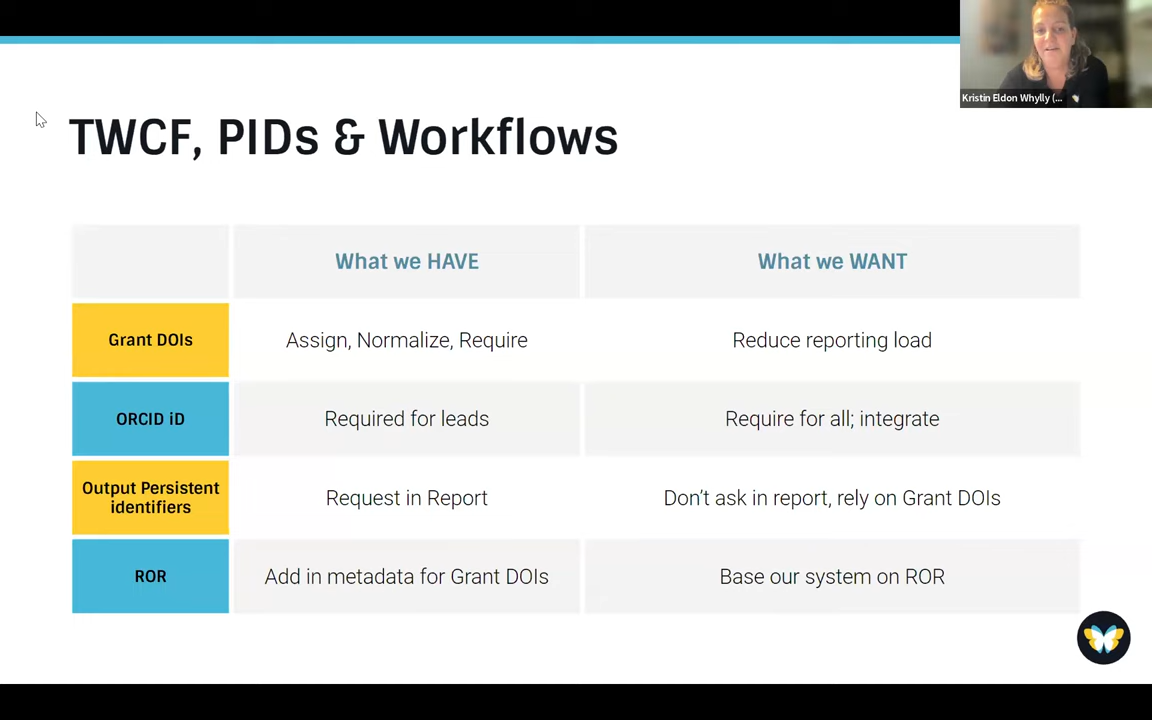 Kristin Eldon Whylly (...
TWCF, PIDs & Workflows
What we HAVE
What we WANT
Grant DOIs
Assign, Normalize, Require
Reduce reporting load
ORCID iD
Required for leads
Require for all; integrate
Output Persistent
identifiers
Request in Report
Don't ask in report, rely on Grant DOIs
ROR
Add in metadata for Grant DOIs
Base our system on ROR